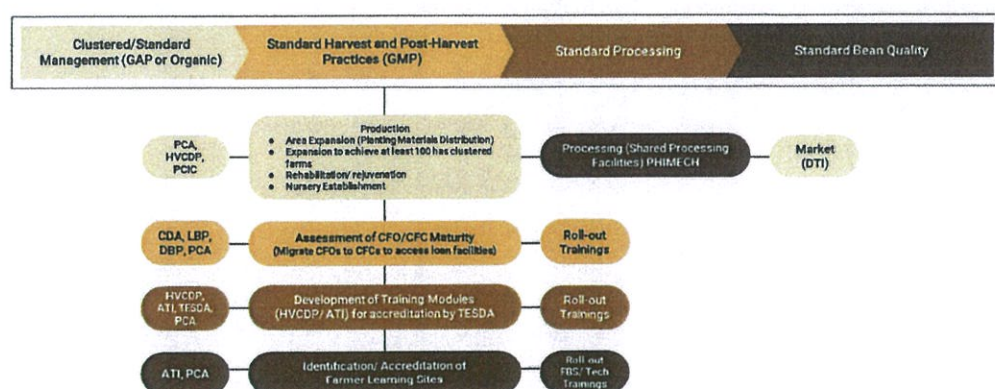 Clustered/Standard
Management (GAP or Organic)
Standard Harvest and Post-Harvest
Practices (GMP)
Standard Processing
Standard Bean Quality
PCA,
HVCDP,
PCIC
Production
● Area Expansion (Planting Materials Distribution)
● Expansion to achieve at least 100 has clustered
farms
● Rehabilitation/ rejuvenation
● Nursery Establishment
Processing (Shared Processing
Facilities) PHIMECH
Market
(DTI)
CDA, LBP,
DBP, PCA
Assessment of CFO/CFC Maturity
(Migrate CFOs to CFCs to access loan facilities)
Roll-out
Trainings
HVCDP,
ATI, TESDA,
PCA
Development of Training Modules
(HVCDP/ ATI) for accreditation by TESDA
Roll-out
Trainings
ATI, PCA
Identification/ Accreditation of
Farmer Learning Sites
Roll-out
FBS/ Tech
Trainings